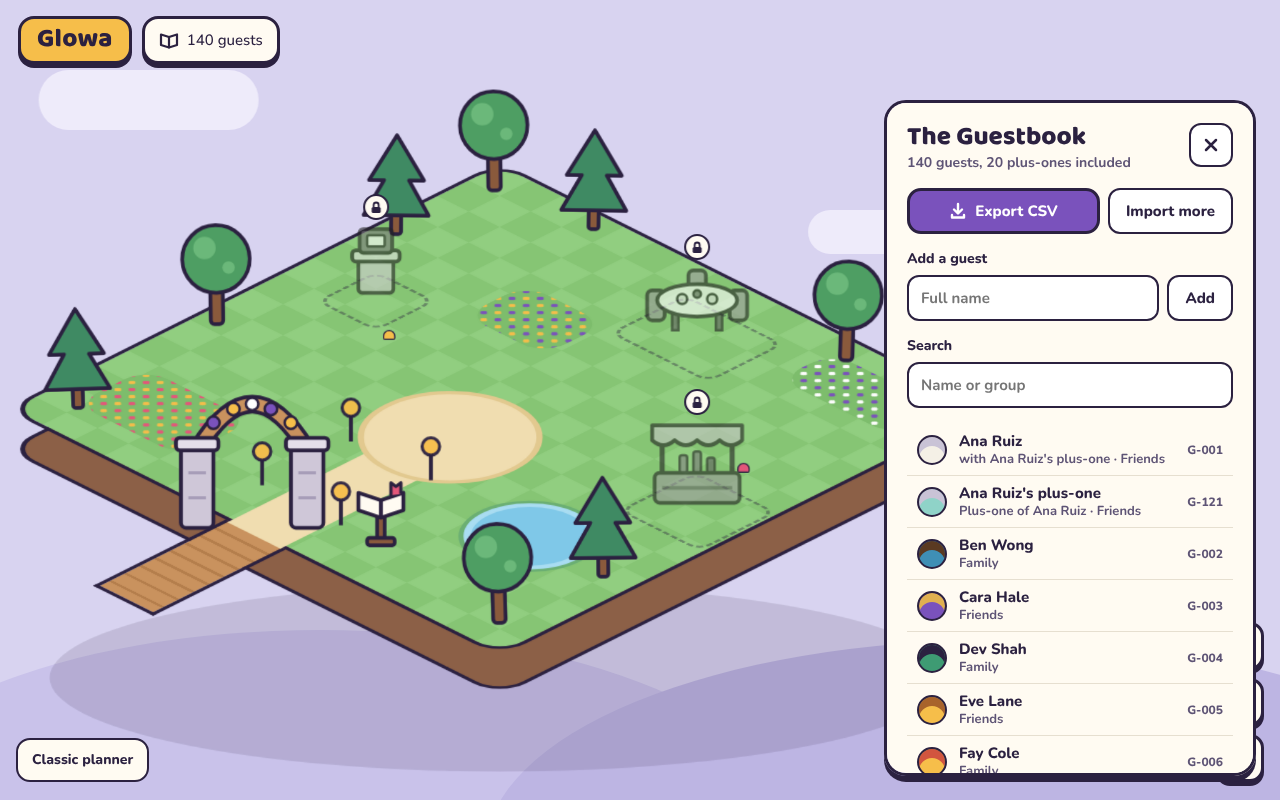 Glowa
140 guests
The Guestbook
140 guests, 20 plus-ones included
Export CSV
Import more
Add a guest
Full name
Add
Search
Name or group
Ana Ruiz
with Ana Ruiz's plus-one · Friends
G-001
Ana Ruiz's plus-one
Plus-one of Ana Ruiz · Friends
G-121
Ben Wong
Family
G-002
Cara Hale
Friends
G-003
Dev Shah
Family
G-004
Eve Lane
Friends
G-005
Fay Cole
Family
G-006
Classic planner